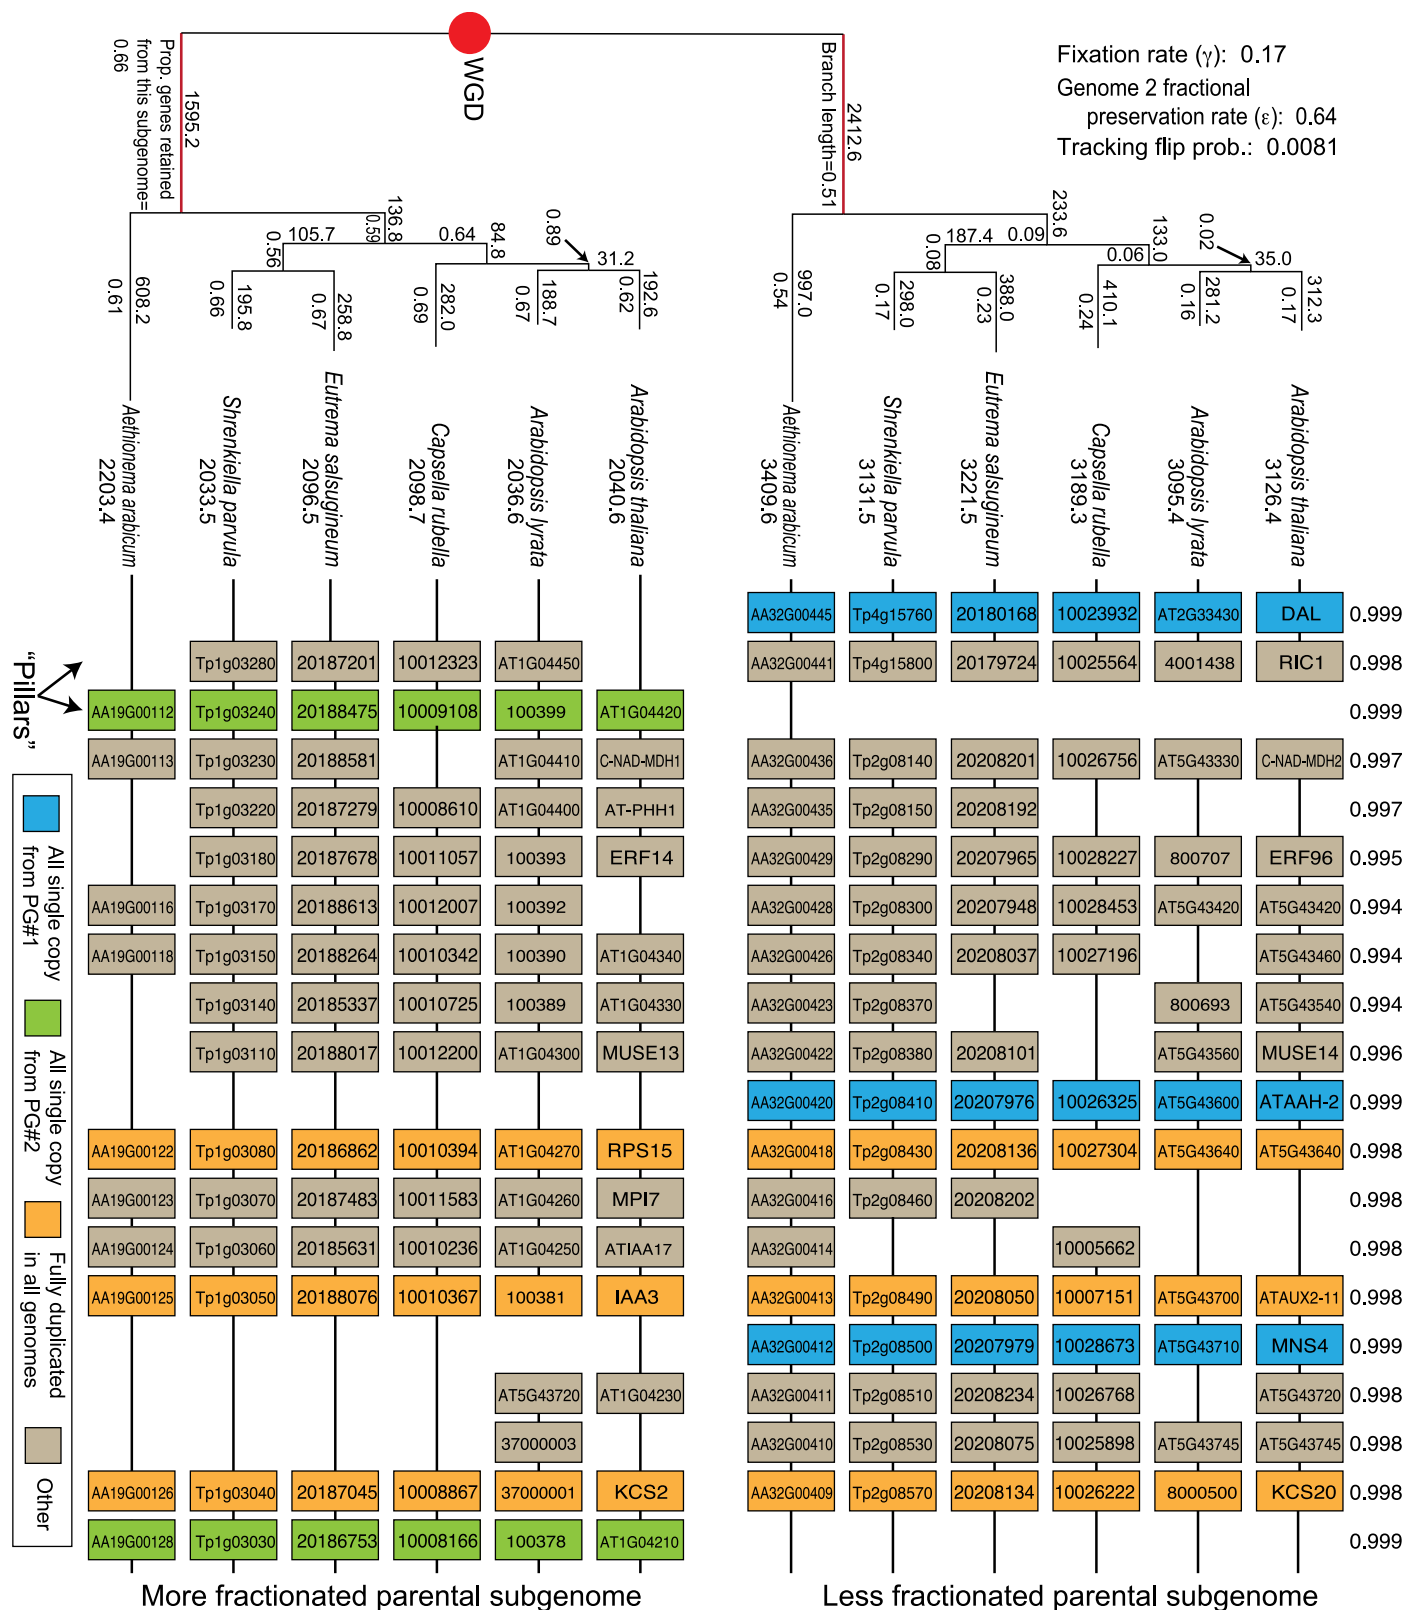 Fixation rate (γ): 0.17
Genome 2 fractional
preservation rate (ε): 0.64
Tracking flip prob.: 0.0081
WGD
Prop. genes retained
from this subgenome=
0.66
1595.2
Branch length=0.51
2412.6
136.8
0.59
105.7
0.56
0.64
84.8
0.89
31.2
608.2
0.61
195.8
0.66
258.8
0.67
282.0
0.69
188.7
0.67
192.6
0.62
233.6
0.09
187.4
0.08
133.0
0.06
0.02
35.0
997.0
0.54
298.0
0.17
388.0
0.23
410.1
0.24
281.2
0.16
312.3
0.17
Aethionema arabicum
2203.4
Shrenkiella parvula
2033.5
Eutrema salsugineum
2096.5
Capsella rubella
2098.7
Arabidopsis lyrata
2036.6
Arabidopsis thaliana
2040.6
Aethionema arabicum
3409.6
Shrenkiella parvula
3131.5
Eutrema salsugineum
3221.5
Capsella rubella
3189.3
Arabidopsis lyrata
3095.4
Arabidopsis thaliana
3126.4
AA32G00445 Tp4g15760 20180168 10023932 AT2G33430 DAL 0.999
Tp1g03280 20187201 10012323 AT1G04450 AA32G00441 Tp4g15800 20179724 10025564 4001438 RIC1 0.998
AA19G00112 Tp1g03240 20188475 10009108 100399 AT1G04420 0.999
AA19G00113 Tp1g03230 20188581 AT1G04410 C-NAD-MDH1 AA32G00436 Tp2g08140 20208201 10026756 AT5G43330 C-NAD-MDH2 0.997
Tp1g03220 20187279 10008610 AT1G04400 AT-PHH1 AA32G00435 Tp2g08150 20208192 0.997
Tp1g03180 20187678 10011057 100393 ERF14 AA32G00429 Tp2g08290 20207965 10028227 800707 ERF96 0.995
AA19G00116 Tp1g03170 20188613 10012007 100392 AA32G00428 Tp2g08300 20207948 10028453 AT5G43420 AT5G43420 0.994
AA19G00118 Tp1g03150 20188264 10010342 100390 AT1G04340 AA32G00426 Tp2g08340 20208037 10027196 AT5G43460 0.994
Tp1g03140 20185337 10010725 100389 AT1G04330 AA32G00423 Tp2g08370 800693 AT5G43540 0.994
Tp1g03110 20188017 10012200 AT1G04300 MUSE13 AA32G00422 Tp2g08380 20208101 AT5G43560 MUSE14 0.996
AA32G00420 Tp2g08410 20207976 10026325 AT5G43600 ATAAH-2 0.999
AA19G00122 Tp1g03080 20186862 10010394 AT1G04270 RPS15 AA32G00418 Tp2g08430 20208136 10027304 AT5G43640 AT5G43640 0.998
AA19G00123 Tp1g03070 20187483 10011583 AT1G04260 MPI7 AA32G00416 Tp2g08460 20208202 0.998
AA19G00124 Tp1g03060 20185631 10010236 AT1G04250 ATIAA17 AA32G00414 10005662 0.998
AA19G00125 Tp1g03050 20188076 10010367 100381 IAA3 AA32G00413 Tp2g08490 20208050 10007151 AT5G43700 ATAUX2-11 0.998
AA32G00412 Tp2g08500 20207979 10028673 AT5G43710 MNS4 0.999
AT5G43720 AT1G04230 AA32G00411 Tp2g08510 20208234 10026768 AT5G43720 0.998
37000003 AA32G00410 Tp2g08530 20208075 10025898 AT5G43745 AT5G43745 0.998
AA19G00126 Tp1g03040 20187045 10008867 37000001 KCS2 AA32G00409 Tp2g08570 20208134 10026222 8000500 KCS20 0.998
AA19G00128 Tp1g03030 20186753 10008166 100378 AT1G04210 0.999
"Pillars"
All single copy
from PG#1
All single copy
from PG#2
Fully duplicated
in all genomes
Other
More fractionated parental subgenome
Less fractionated parental subgenome